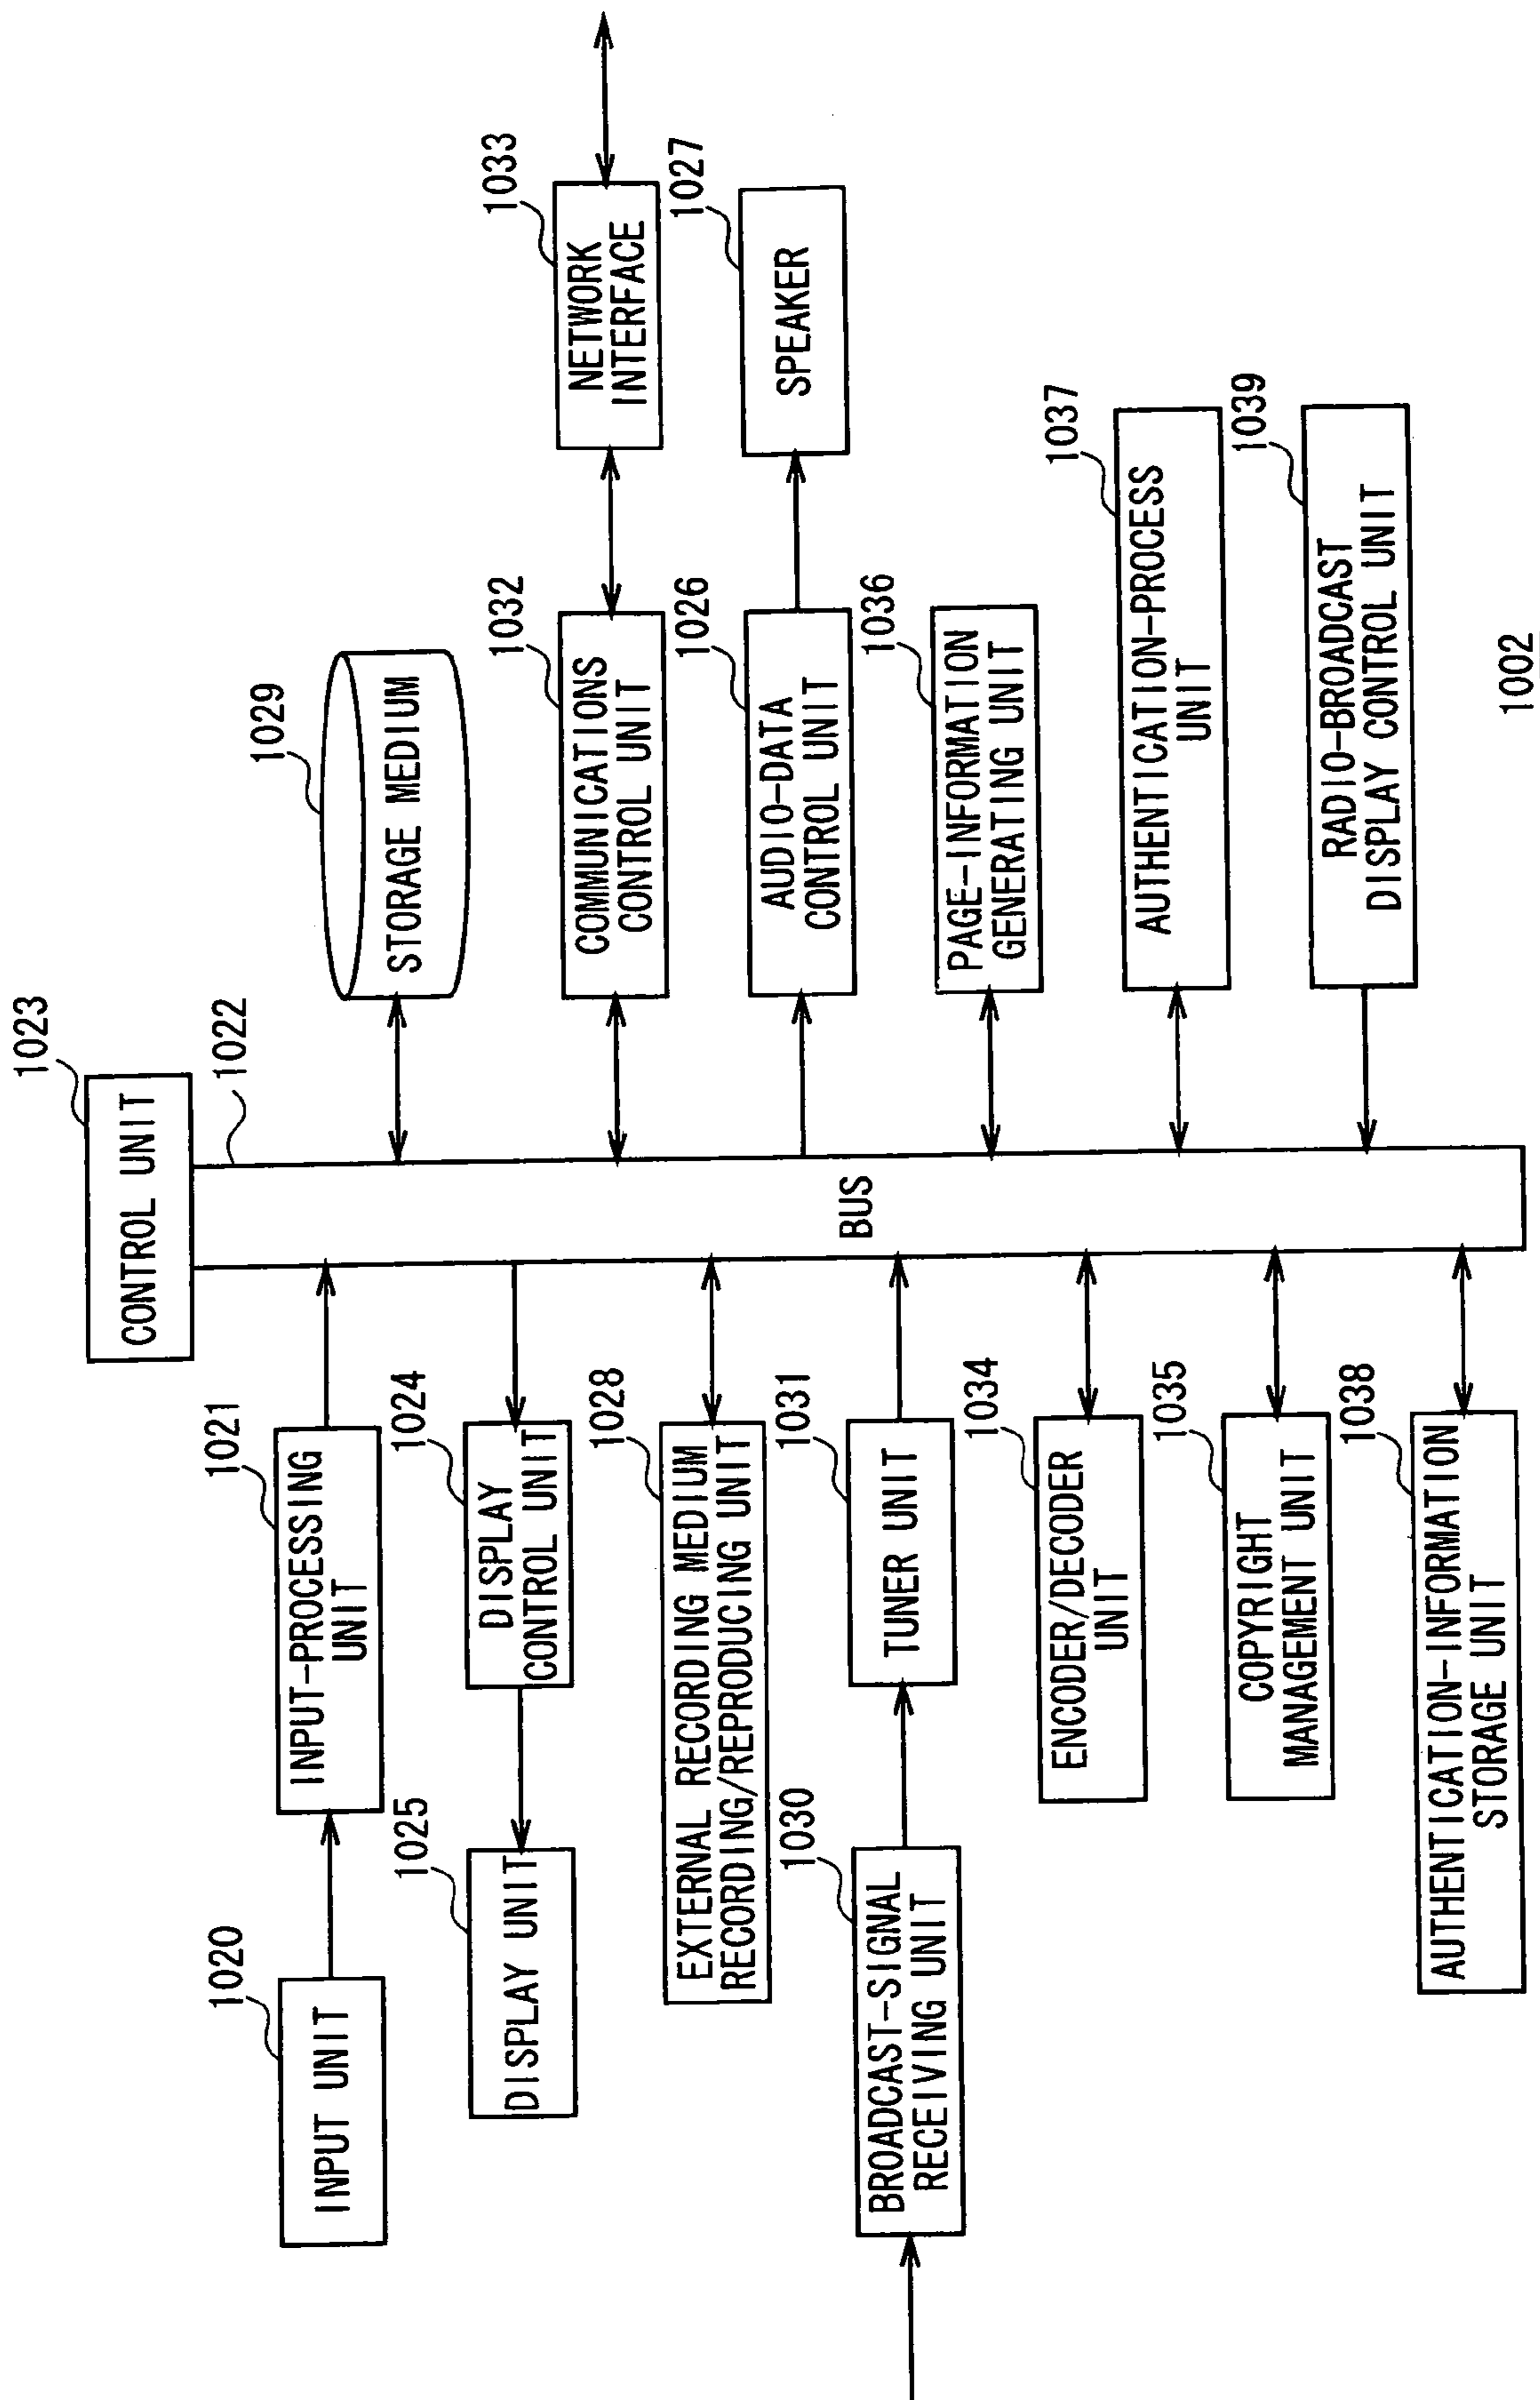 1023
CONTROL UNIT
1022
BUS
1020
INPUT UNIT
1021
INPUT-PROCESSING
UNIT
1029
STORAGE MEDIUM
1025
DISPLAY UNIT
1024
DISPLAY
CONTROL UNIT
1032
COMMUNICATIONS
CONTROL UNIT
1033
NETWORK
INTERFACE
1028
EXTERNAL RECORD MEDIUM
RECORDING/REPRODUCING UNIT
1026
AUDIO-DATA
CONTROL UNIT
1027
SPEAKER
1030
BROADCAST-SIGNAL
RECEIVING UNIT
1031
TUNER UNIT
1036
PAGE-INFORMATION
GENERATING UNIT
1034
ENCODER/DECODER
UNIT
1037
AUTHENTICATION-PROCESS
UNIT
1035
COPYRIGHT
MANAGEMENT UNIT
1039
RADIO-BROADCAST
DISPLAY CONTROL UNIT
1038
AUTHENTICATION-INFORMATION
STORAGE UNIT
1002